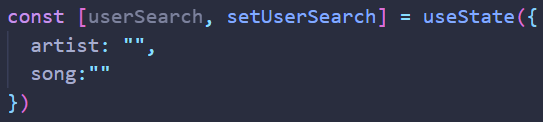 const [userSearch, setUserSearch] = useState({
  artist: "",
  song:""
})